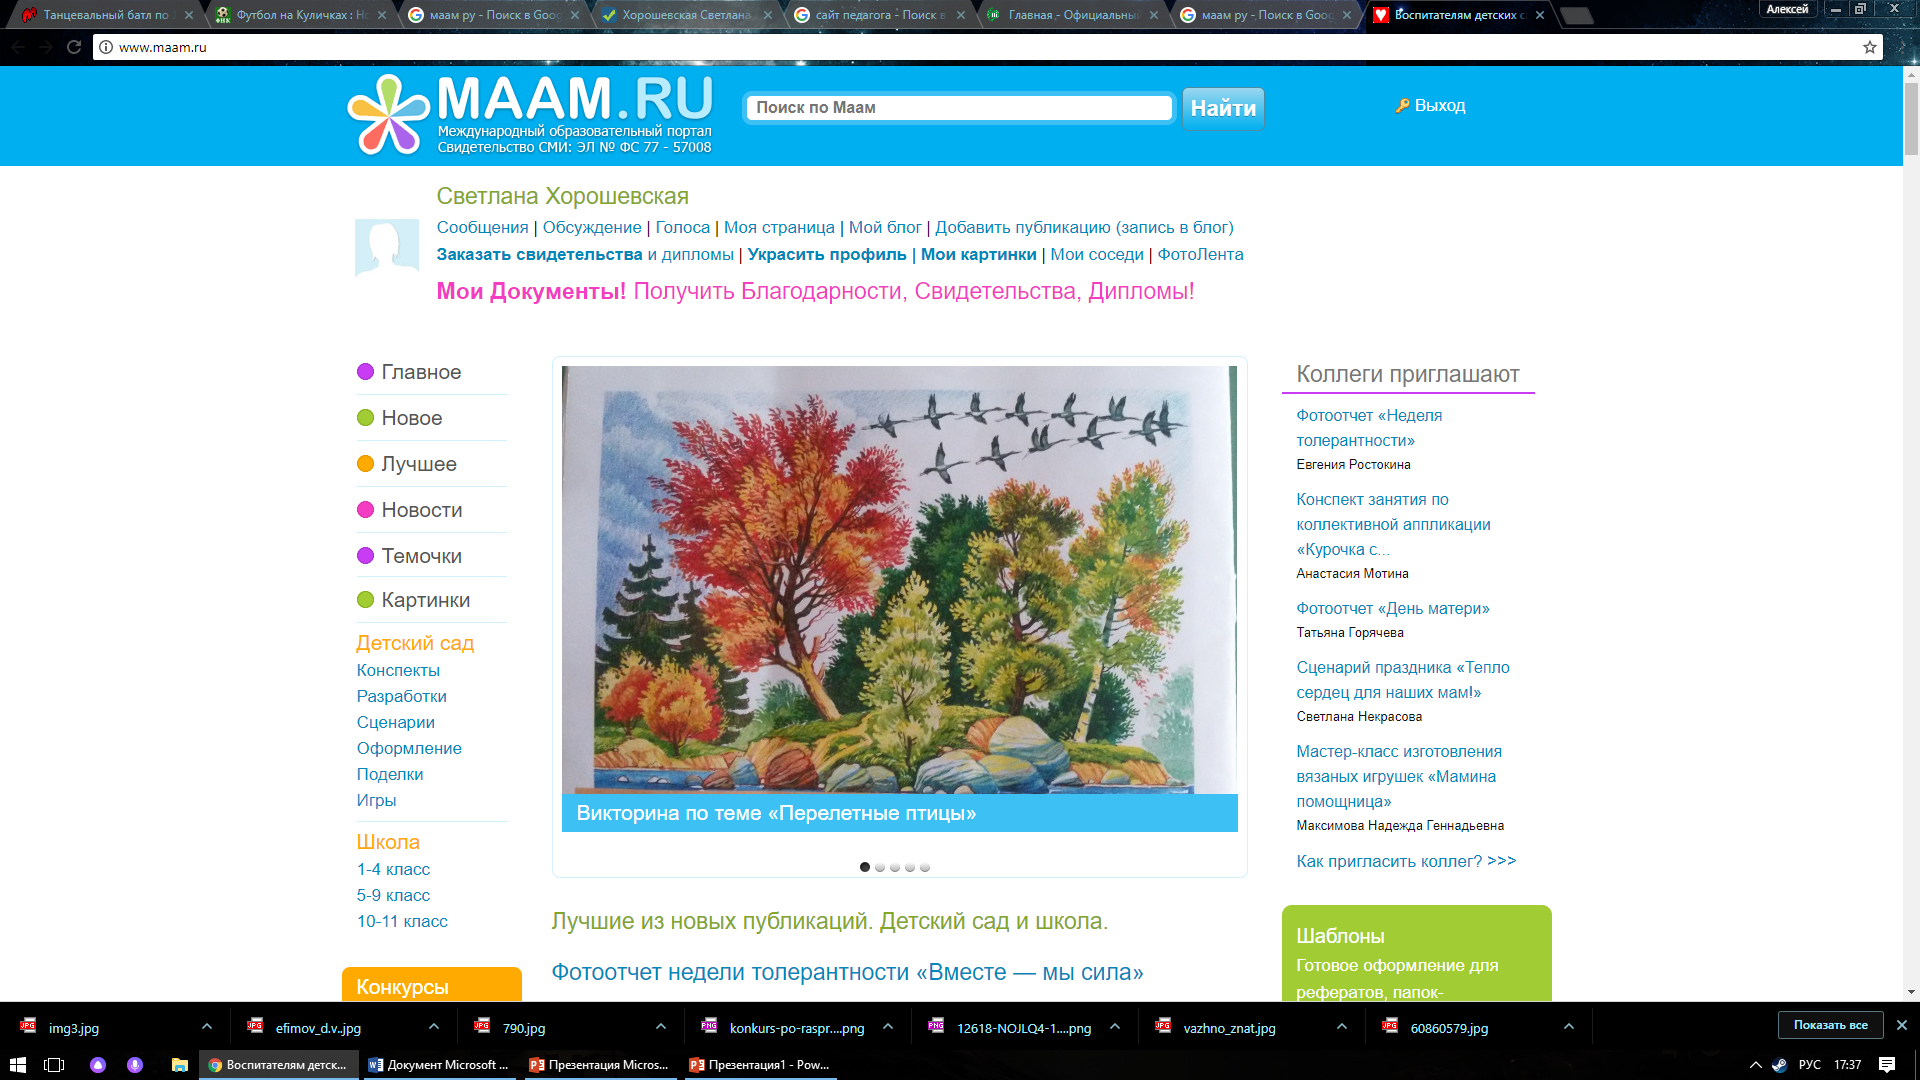 Танцевальный батл по
Футбол на Куличках : Н
маам ру - Поиск в Goog
Хорошевская Светлана
сайт педагога - Поиск в
Главная - Официальный
маам ру - Поиск в Goog
Воспитателям детских с
Алексей
www.maam.ru
MAAM.RU
Международный образовательный портал
Свидетельство СМИ: ЭЛ № ФС 77 - 57008
Поиск по Маам
Найти
Выход
Светлана Хорошевская
Сообщения | Обсуждение | Голоса | Моя страница | Мой блог | Добавить публикацию (запись в блог)
Заказать свидетельства и дипломы | Украсить профиль | Мои картинки | Мои соседи | ФотоЛента
Мои Документы! Получить Благодарности, Свидетельства, Дипломы!
Главное
Новое
Лучшее
Новости
Темочки
Картинки
Детский сад
Конспекты
Разработки
Сценарии
Оформление
Поделки
Игры
Школа
1-4 класс
5-9 класс
10-11 класс
Конкурсы
Викторина по теме «Перелетные птицы»
Лучшие из новых публикаций. Детский сад и школа.
Фотоотчет недели толерантности «Вместе — мы сила»
Коллеги приглашают
Фотоотчет «Неделя
толерантности»
Евгения Ростокина
Конспект занятия по
коллективной аппликации
«Курочка с...
Анастасия Мотина
Фотоотчет «День матери»
Татьяна Горячева
Сценарий праздника «Тепло
сердец для наших мам!»
Светлана Некрасова
Мастер-класс изготовления
вязаных игрушек «Мамина
помощница»
Максимова Надежда Геннадьевна
Как пригласить коллег? >>>
Шаблоны
Готовое оформление для
рефератов, папок-
img3.jpg
efimov_d.v..jpg
790.jpg
konkurs-po-raspr....png
12618-NOJLQ4-1....png
vazhno_znat.jpg
60860579.jpg
Показать все
Воспитателям детск...
Документ Microsoft ...
Презентация Micros...
Презентация1 - Pow...
РУС
17:37